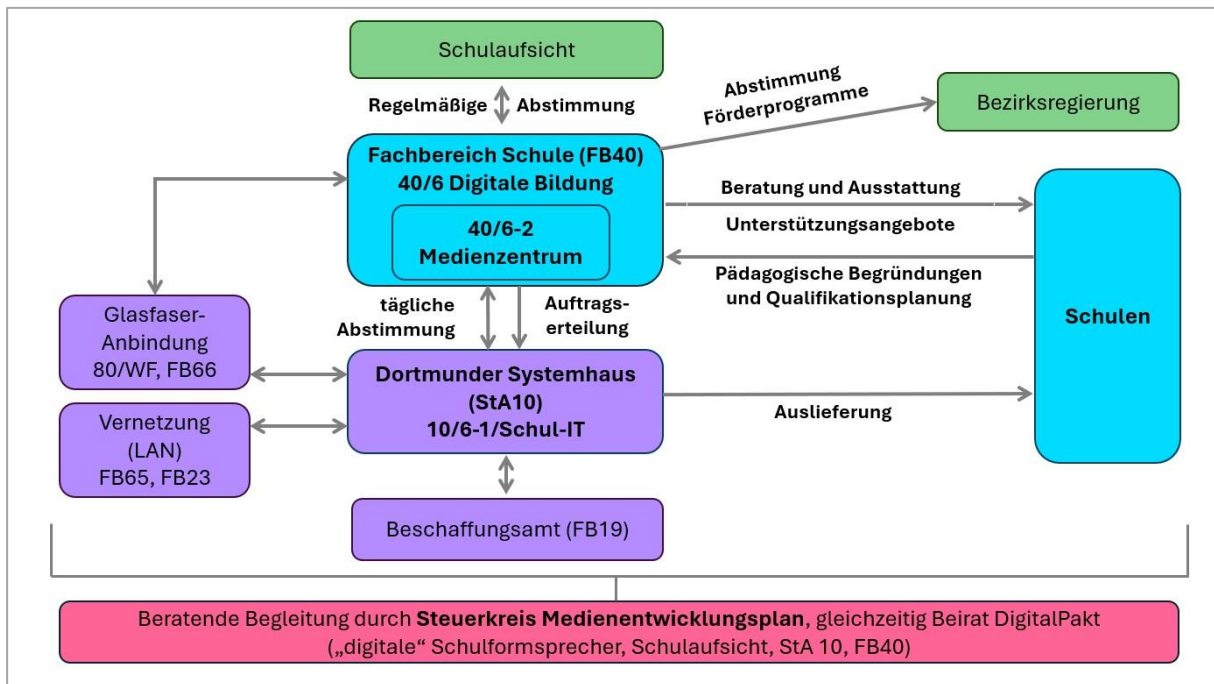 Schulaufsicht
Regelmäßige Abstimmung
Abstimmung
Förderprogramme
Bezirksregierung
Fachbereich Schule (FB40)
40/6 Digitale Bildung
40/6-2
Medienzentrum
Beratung und Ausstattung
Unterstützungsangebote
Pädagogische Begründungen
und Qualifikationsplanung
Schulen
tägliche
Abstimmung
Auftrags-
erteilung
Glasfaser-
Anbindung
80/WF, FB66
Vernetzung
(LAN)
FB65, FB23
Dortmunder Systemhaus
(StA10)
10/6-1/Schul-IT
Auslieferung
Beschaffungsamt (FB19)
Beratende Begleitung durch Steuerkreis Medienentwicklungsplan, gleichzeitig Beirat DigitalPakt
(„digitale“ Schulformsprecher, Schulaufsicht, StA 10, FB40)